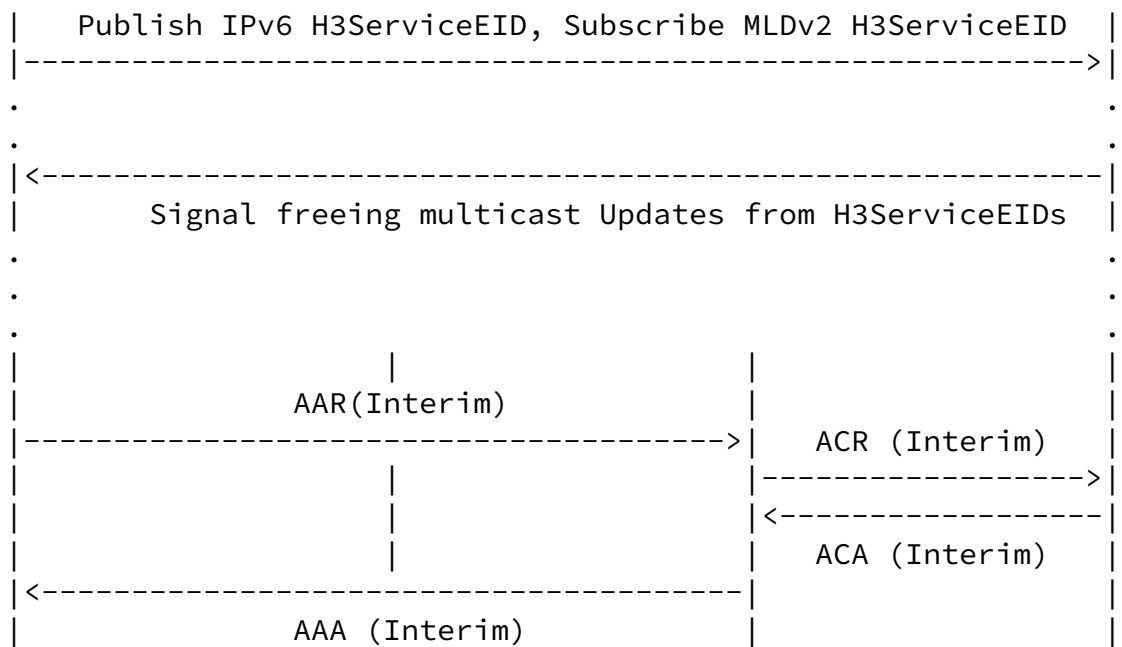 Publish IPv6 H3ServiceEID, Subscribe MLDv2 H3ServiceEID
Signal freeing multicast Updates from H3ServiceEIDs
AAR(Interim)
ACR (Interim)
ACA (Interim)
AAA (Interim)